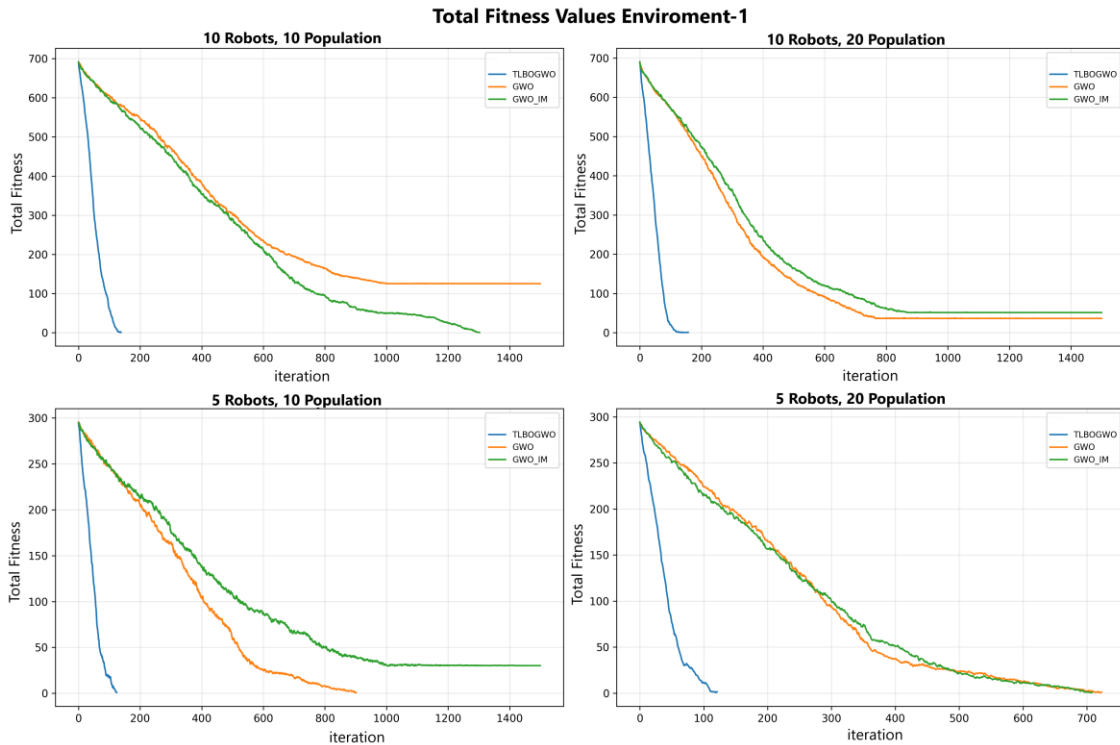 Total Fitness Values Enviroment-1
10 Robots, 10 Population
700
600
500
400
300
200
100
0
Total Fitness
0 200 400 600 800 1000 1200 1400
iteration
TLBOGWO
GWO
GWO_IM
10 Robots, 20 Population
700
600
500
400
300
200
100
0
Total Fitness
0 200 400 600 800 1000 1200 1400
iteration
TLBOGWO
GWO
GWO_IM
5 Robots, 10 Population
300
250
200
150
100
50
0
Total Fitness
0 200 400 600 800 1000 1200 1400
iteration
TLBOGWO
GWO
GWO_IM
5 Robots, 20 Population
300
250
200
150
100
50
0
Total Fitness
0 100 200 300 400 500 600 700
iteration
TLBOGWO
GWO
GWO_IM